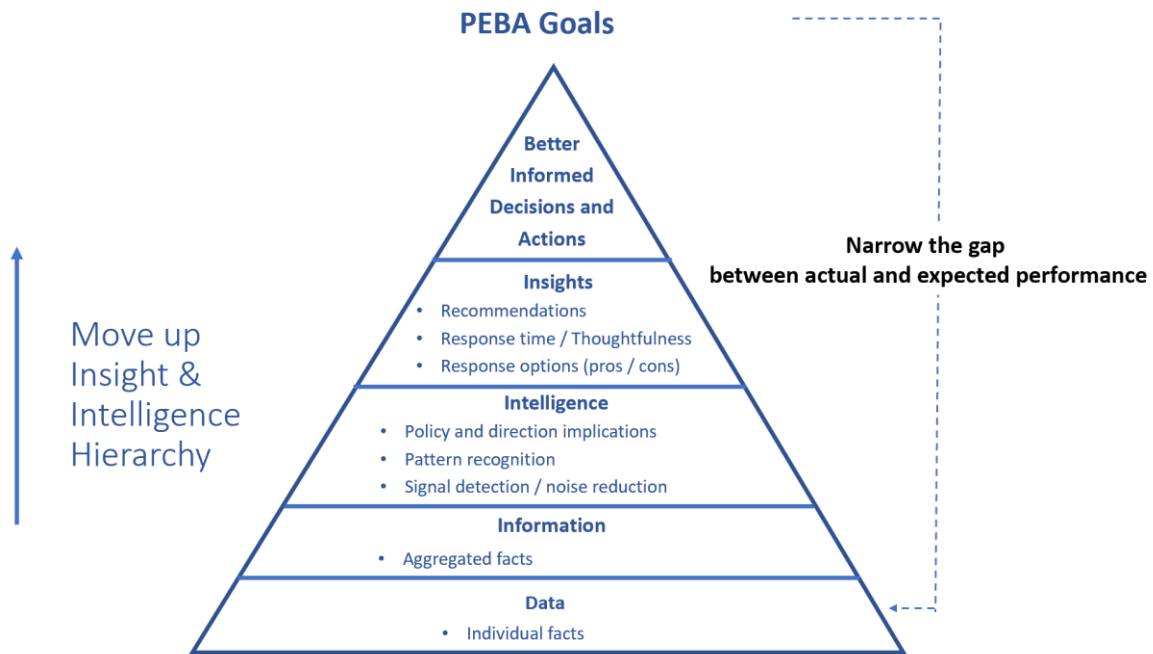 PEBA Goals
Better
Informed
Decisions and
Actions
Insights
• Recommendations
• Response time / Thoughtfulness
• Response options (pros / cons)
Intelligence
• Policy and direction implications
• Pattern recognition
• Signal detection / noise reduction
Information
• Aggregated facts
Data
• Individual facts
Move up
Insight &
Intelligence
Hierarchy
Narrow the gap
between actual and expected performance